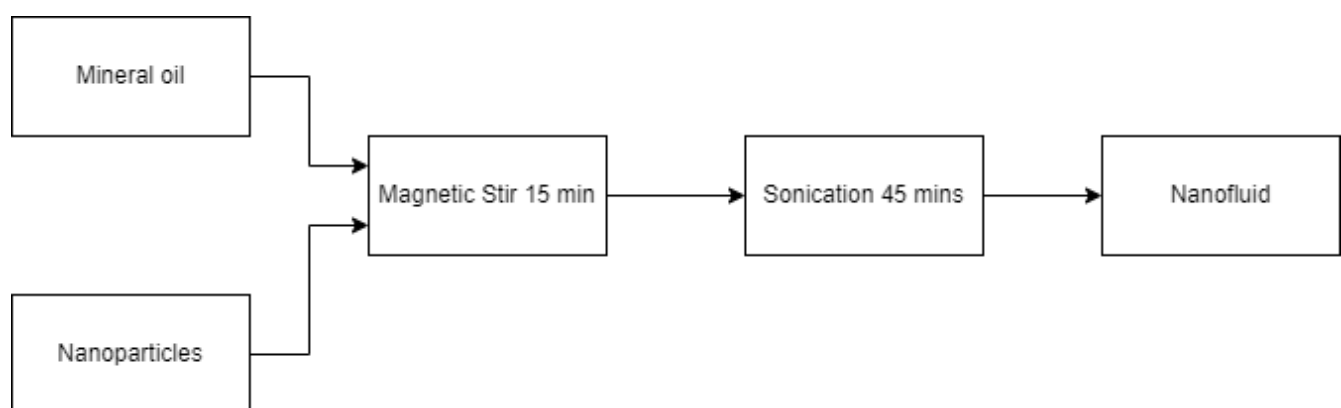 Mineral oil
Magnetic Stir 15 min
Sonication 45 mins
Nanofluid
Nanoparticles